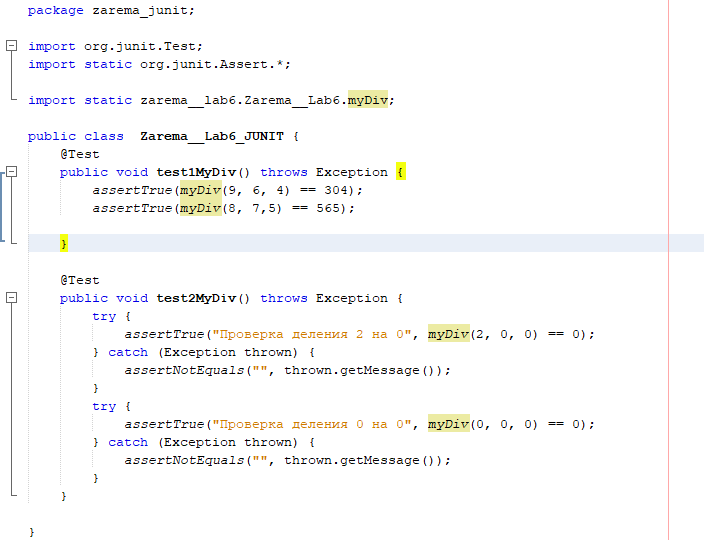 package zarema_junit;
import org.junit.Test;
import static org.junit.Assert.*;
import static zarema__lab6.Zarema__Lab6.myDiv;
public class  Zarema__Lab6_JUNIT {
@Test
public void test1MyDiv() throws Exception {
assertTrue(myDiv(9, 6, 4) == 304);
assertTrue(myDiv(8, 7,5) == 565);
}
@Test
public void test2MyDiv() throws Exception {
try {
assertTrue("Проверка деления 2 на 0", myDiv(2, 0, 0) == 0);
} catch (Exception thrown) {
assertNotEquals("", thrown.getMessage());
}
try {
assertTrue("Проверка деления 0 на 0", myDiv(0, 0, 0) == 0);
} catch (Exception thrown) {
assertNotEquals("", thrown.getMessage());
}
}
}